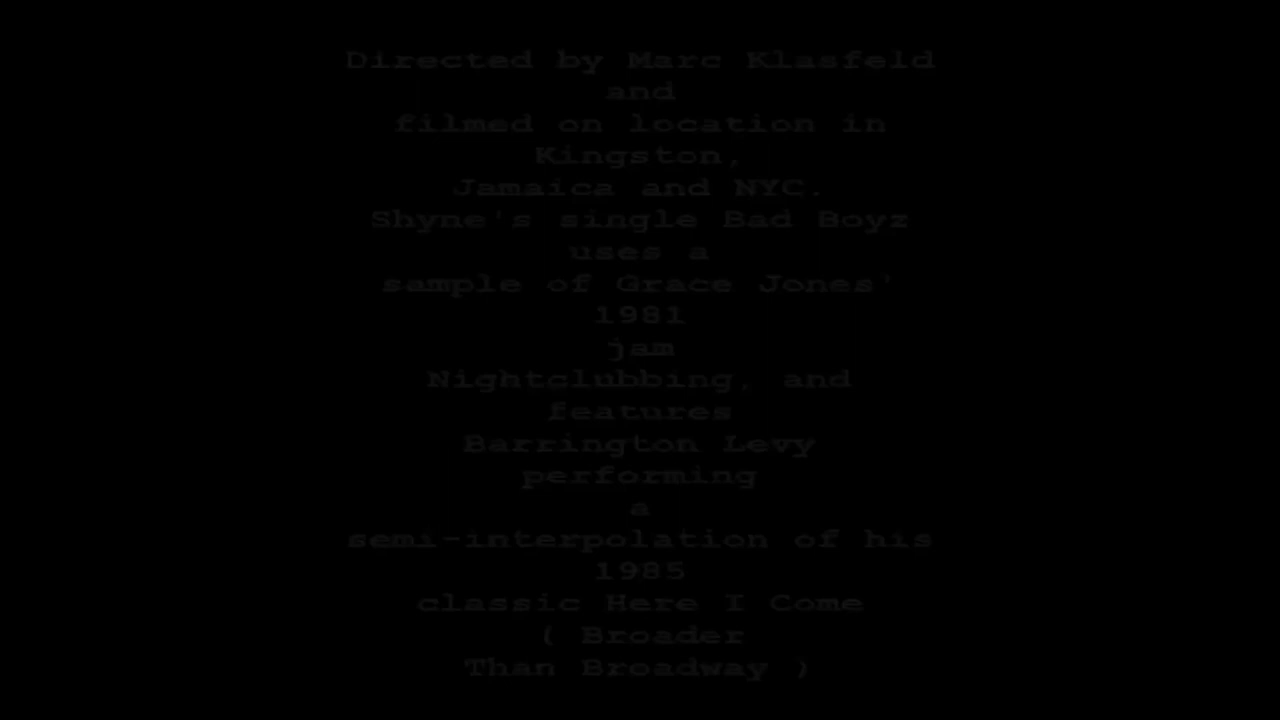 Directed by Marc Klasfeld
and
filmed on location in
Kingston,
Jamaica and NYC.
Shyne's single Bad Boyz
uses a
sample of Grace Jones'
1981
jam
Nightclubbing, and
features
Barrington Levy
performing
a
semi-interpolation of his
1985
classic Here I Come
( Broader
Than Broadway )